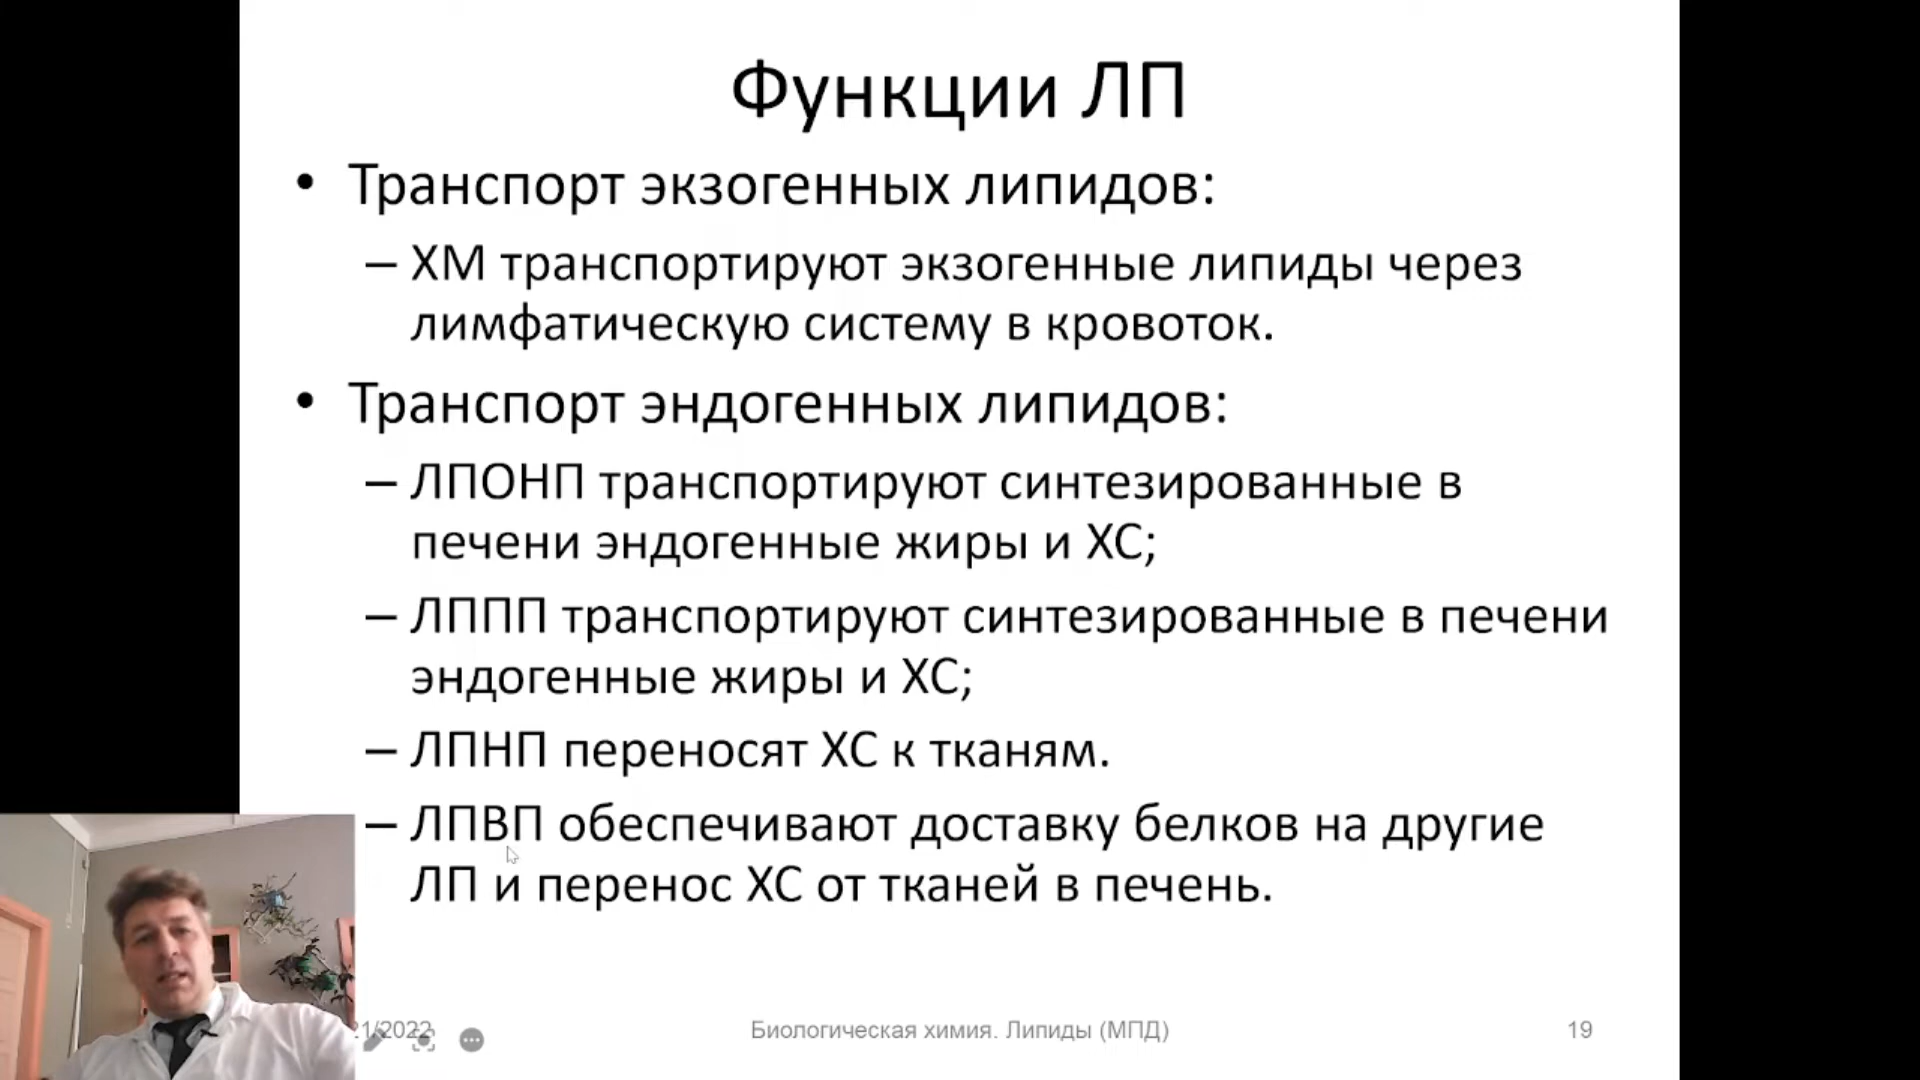 Функции ЛП
• Транспорт экзогенных липидов:
– ХМ транспортируют экзогенные липиды через
лимфатическую систему в кровоток.
• Транспорт эндогенных липидов:
– ЛПОНП транспортируют синтезированные в
печени эндогенные жиры и ХС;
– ЛППП транспортируют синтезированные в печени
эндогенные жиры и ХС;
– ЛПНП переносят ХС к тканям.
– ЛПВП обеспечивают доставку белков на другие
ЛП и перенос ХС от тканей в печень.
21/2022
Биологическая химия. Липиды (МПД)
19